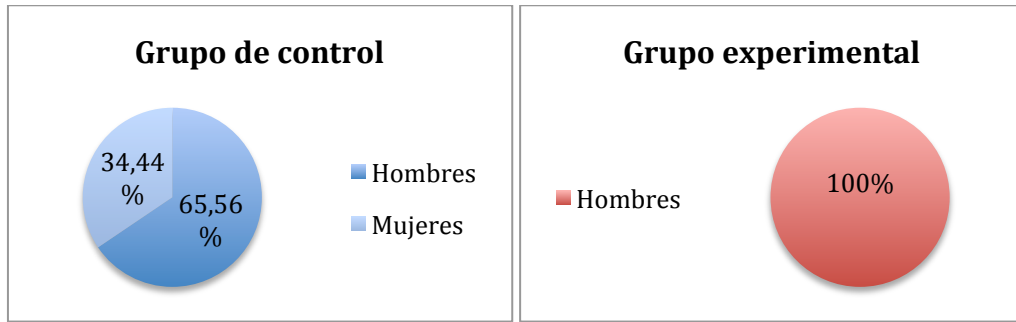 Grupo de control
34,44
%
65,56
%
Hombres
Mujeres
Grupo experimental
Hombres
100%